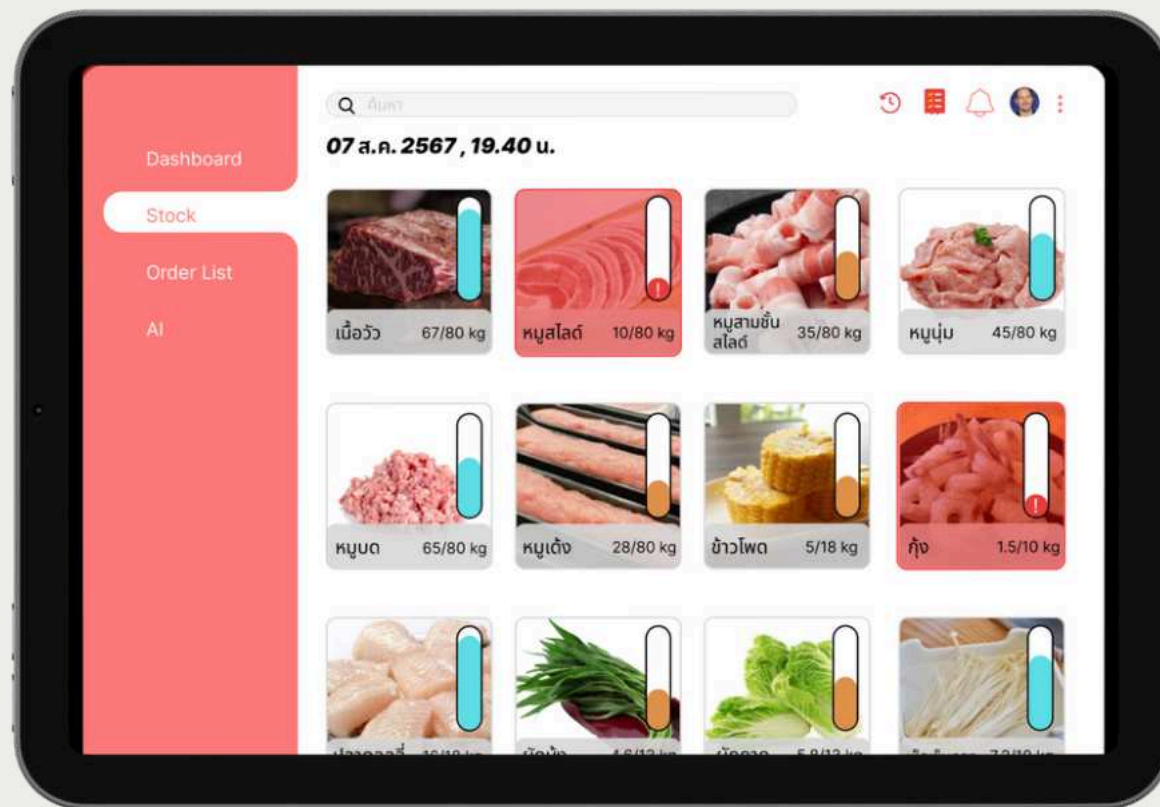 ค้นหา
07 ส.ค. 2567 , 19.40 น.
Dashboard
Stock
Order List
AI
เนื้อวัว 67/80 kg
หมูสไลด์ 10/80 kg
หมูสามชั้น
สไลด์ 35/80 kg
หมูนุ่ม 45/80 kg
หมูบด 65/80 kg
หมูเด้ง 28/80 kg
ข้าวโพด 5/18 kg
กุ้ง 1.5/10 kg